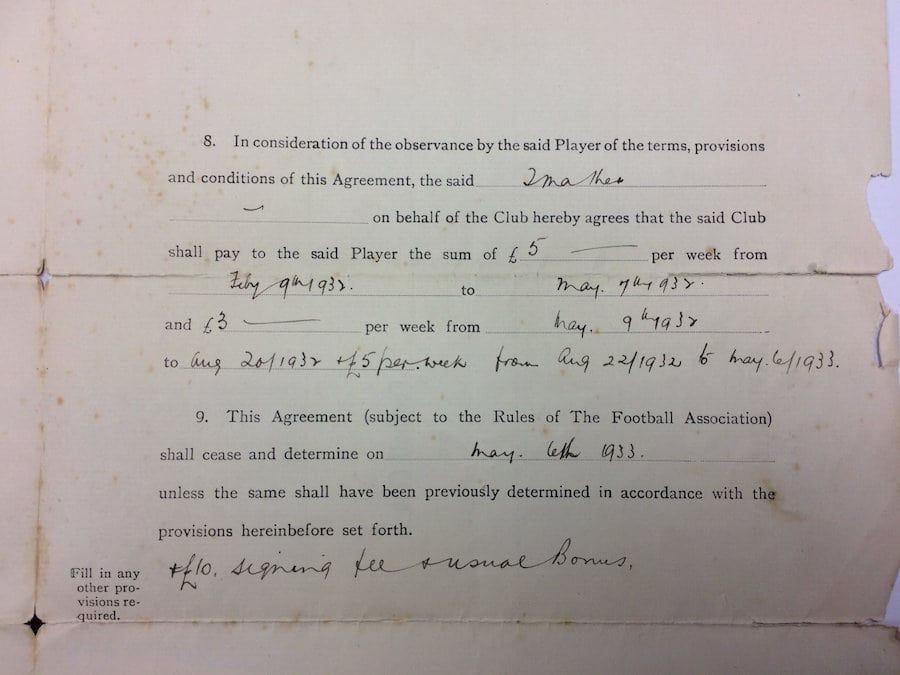 8. In consideration of the observance by the said Player of the terms, provisions
and conditions of this Agreement, the said
on behalf of the Club hereby agrees that the said Club
shall pay to the said Player the sum of £ 5 per week from
Feby 9th 1932. to May. 7th 1932.
and £3 per week from May. 9th 1932
to Aug 20/1932 + £5 per. week from Aug 22/1932 to May. 6/1933.
9. This Agreement (subject to the Rules of The Football Association)
shall cease and determine on May. 6th 1933.
unless the same shall have been previously determined in accordance with the
provisions hereinbefore set forth.
+ £10. signing fee + usual Bonus.
Fill in any
other pro-
visions re-
quired.